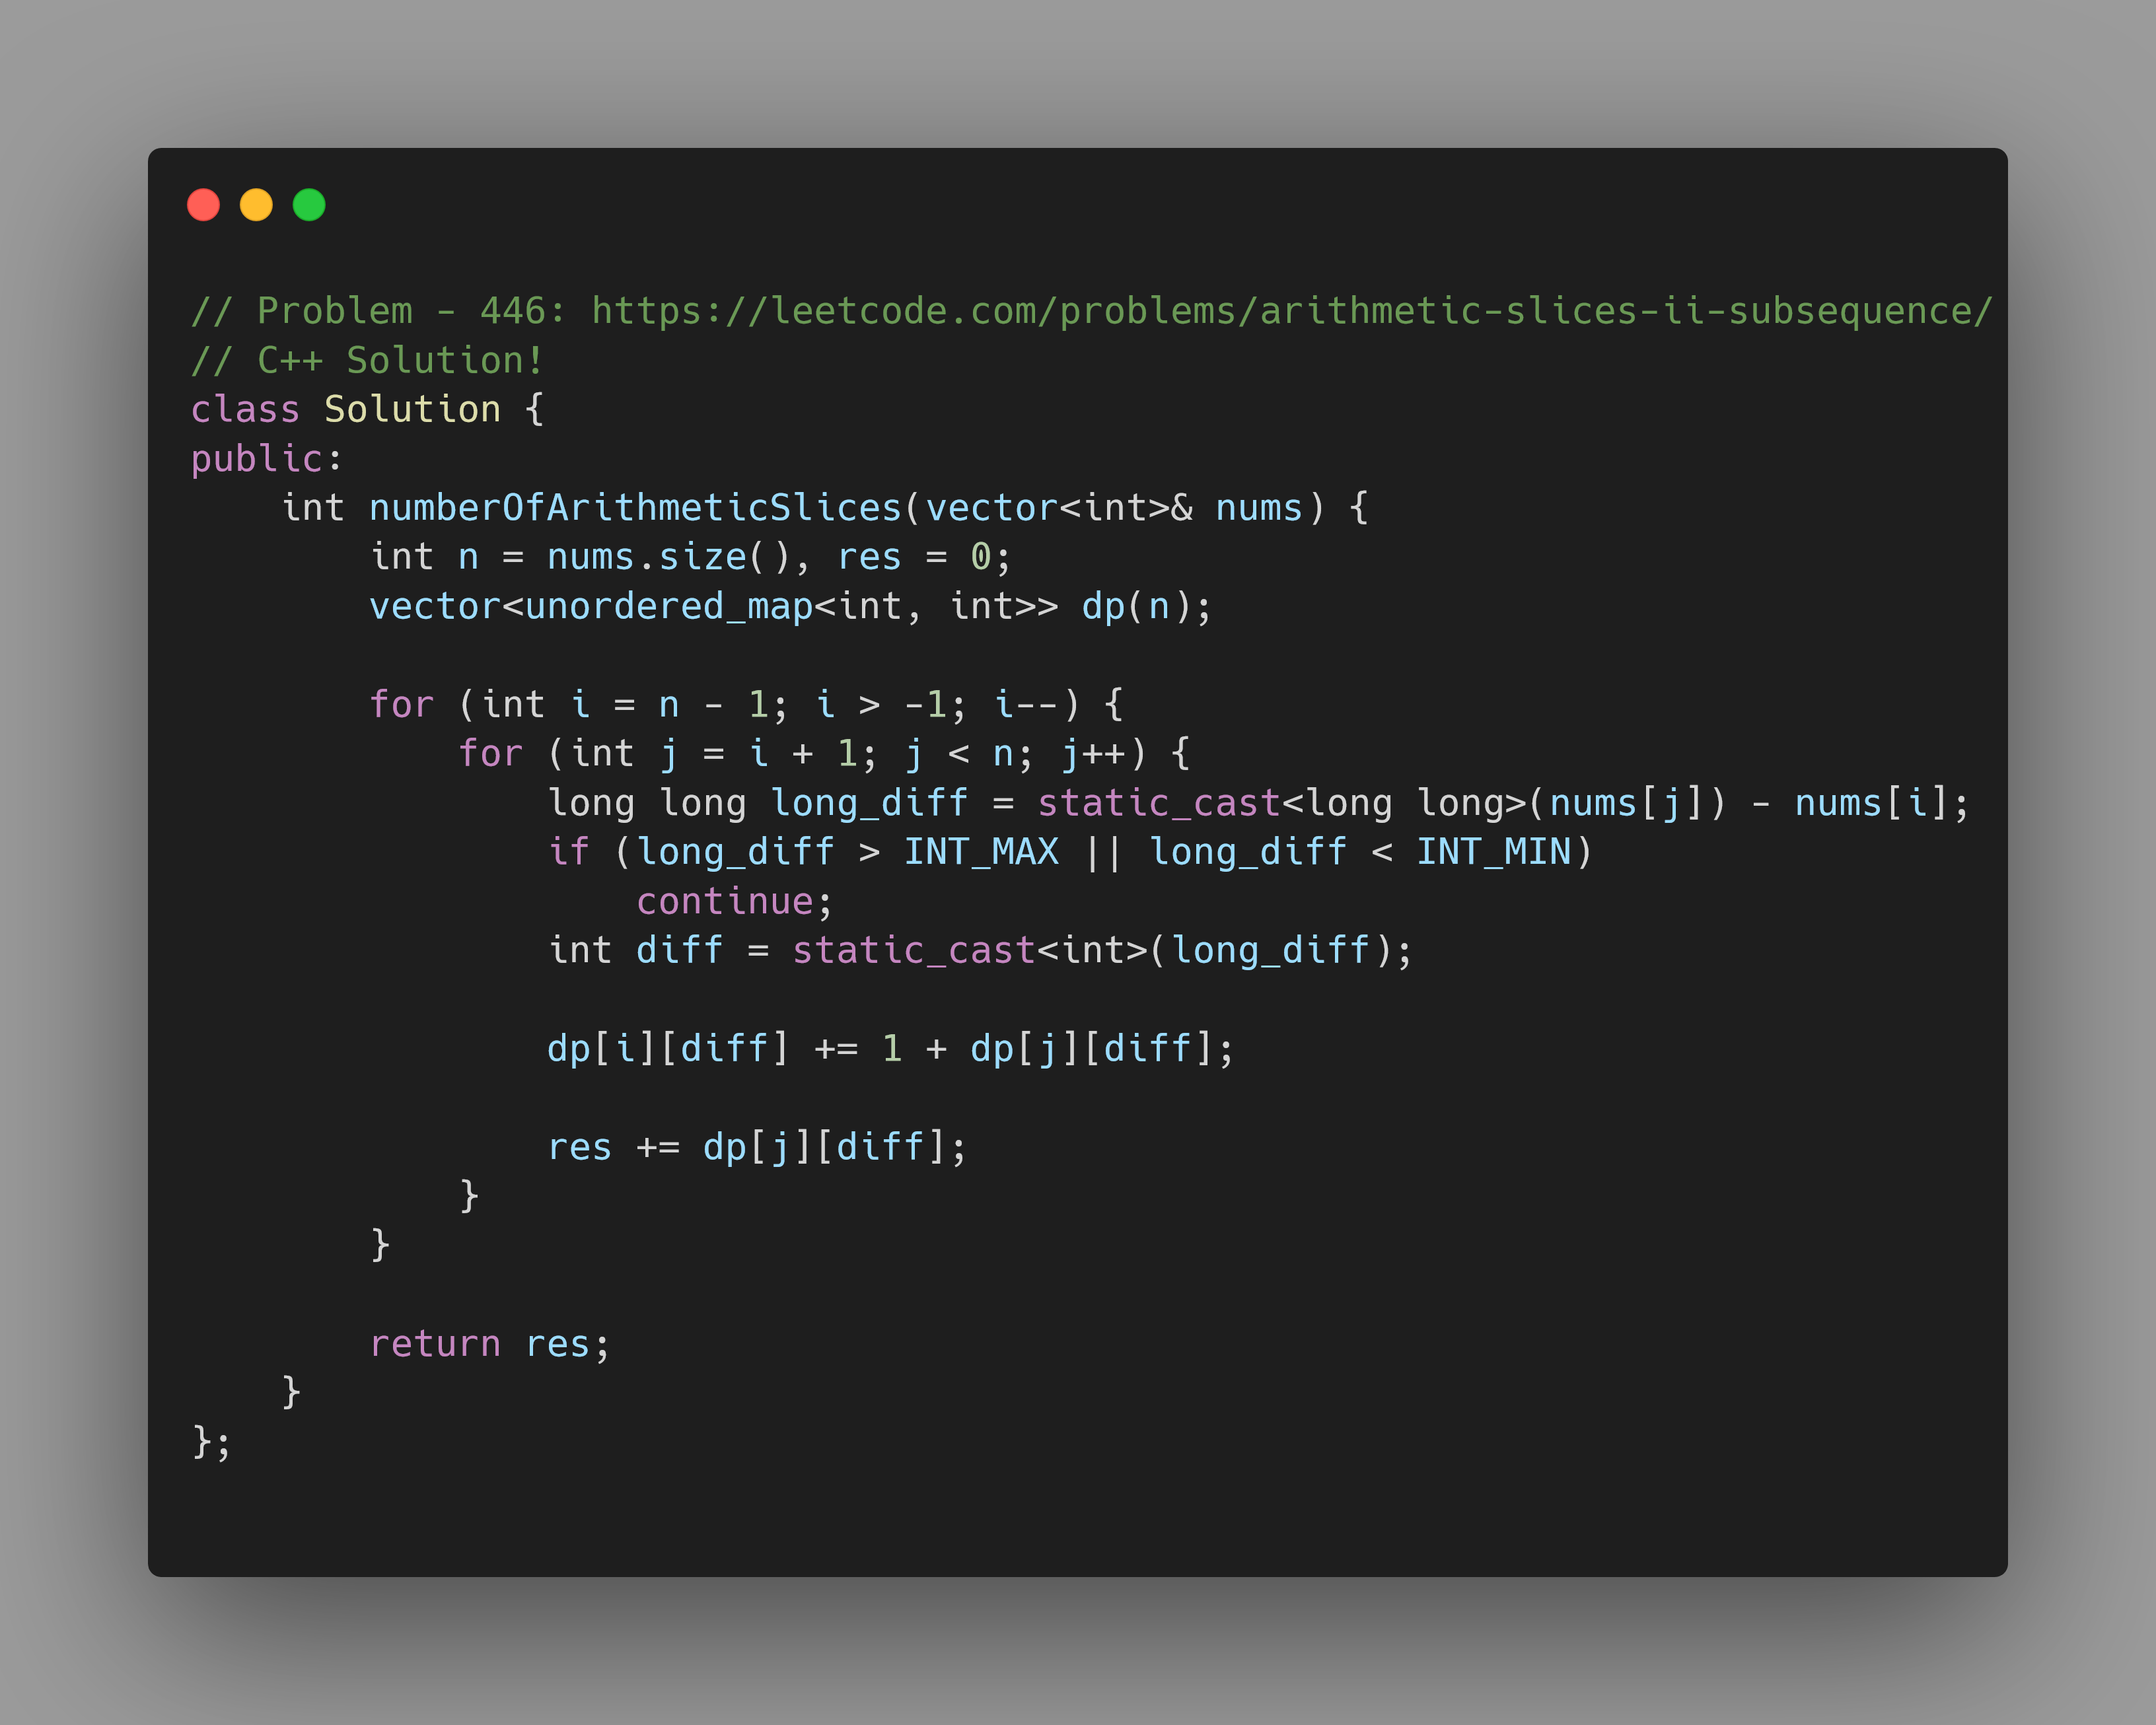 // Problem - 446: https://leetcode.com/problems/arithmetic-slices-ii-subsequence/
// C++ Solution!
class Solution {
public:
    int numberOfArithmeticSlices(vector<int>& nums) {
        int n = nums.size(), res = 0;
        vector<unordered_map<int, int>> dp(n);

        for (int i = n - 1; i > -1; i--) {
            for (int j = i + 1; j < n; j++) {
                long long long_diff = static_cast<long long>(nums[j]) - nums[i];
                if (long_diff > INT_MAX || long_diff < INT_MIN)
                    continue;
                int diff = static_cast<int>(long_diff);

                dp[i][diff] += 1 + dp[j][diff];

                res += dp[j][diff];
            }
        }

        return res;
    }
};